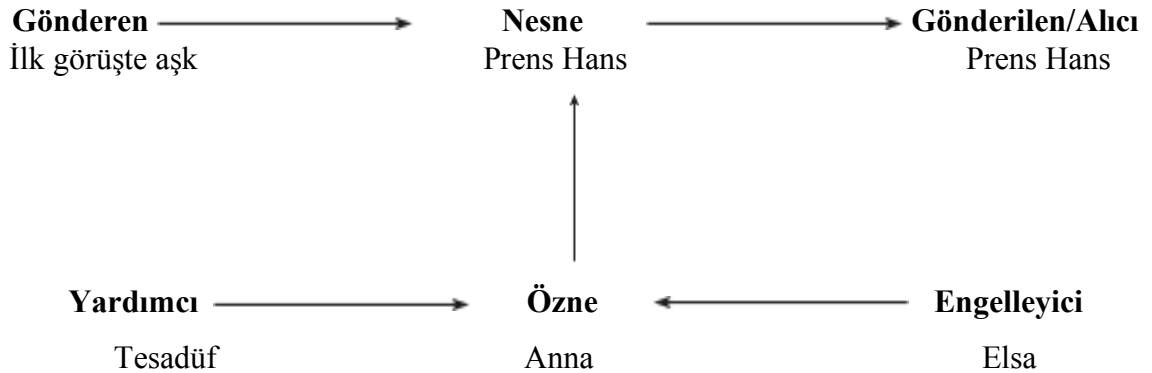 Gönderen Nesne Gönderilen/Alıcı
İlk görüşte aşk Prens Hans Prens Hans
Yardımcı Özne Engelleyici
Tesadüf Anna Elsa